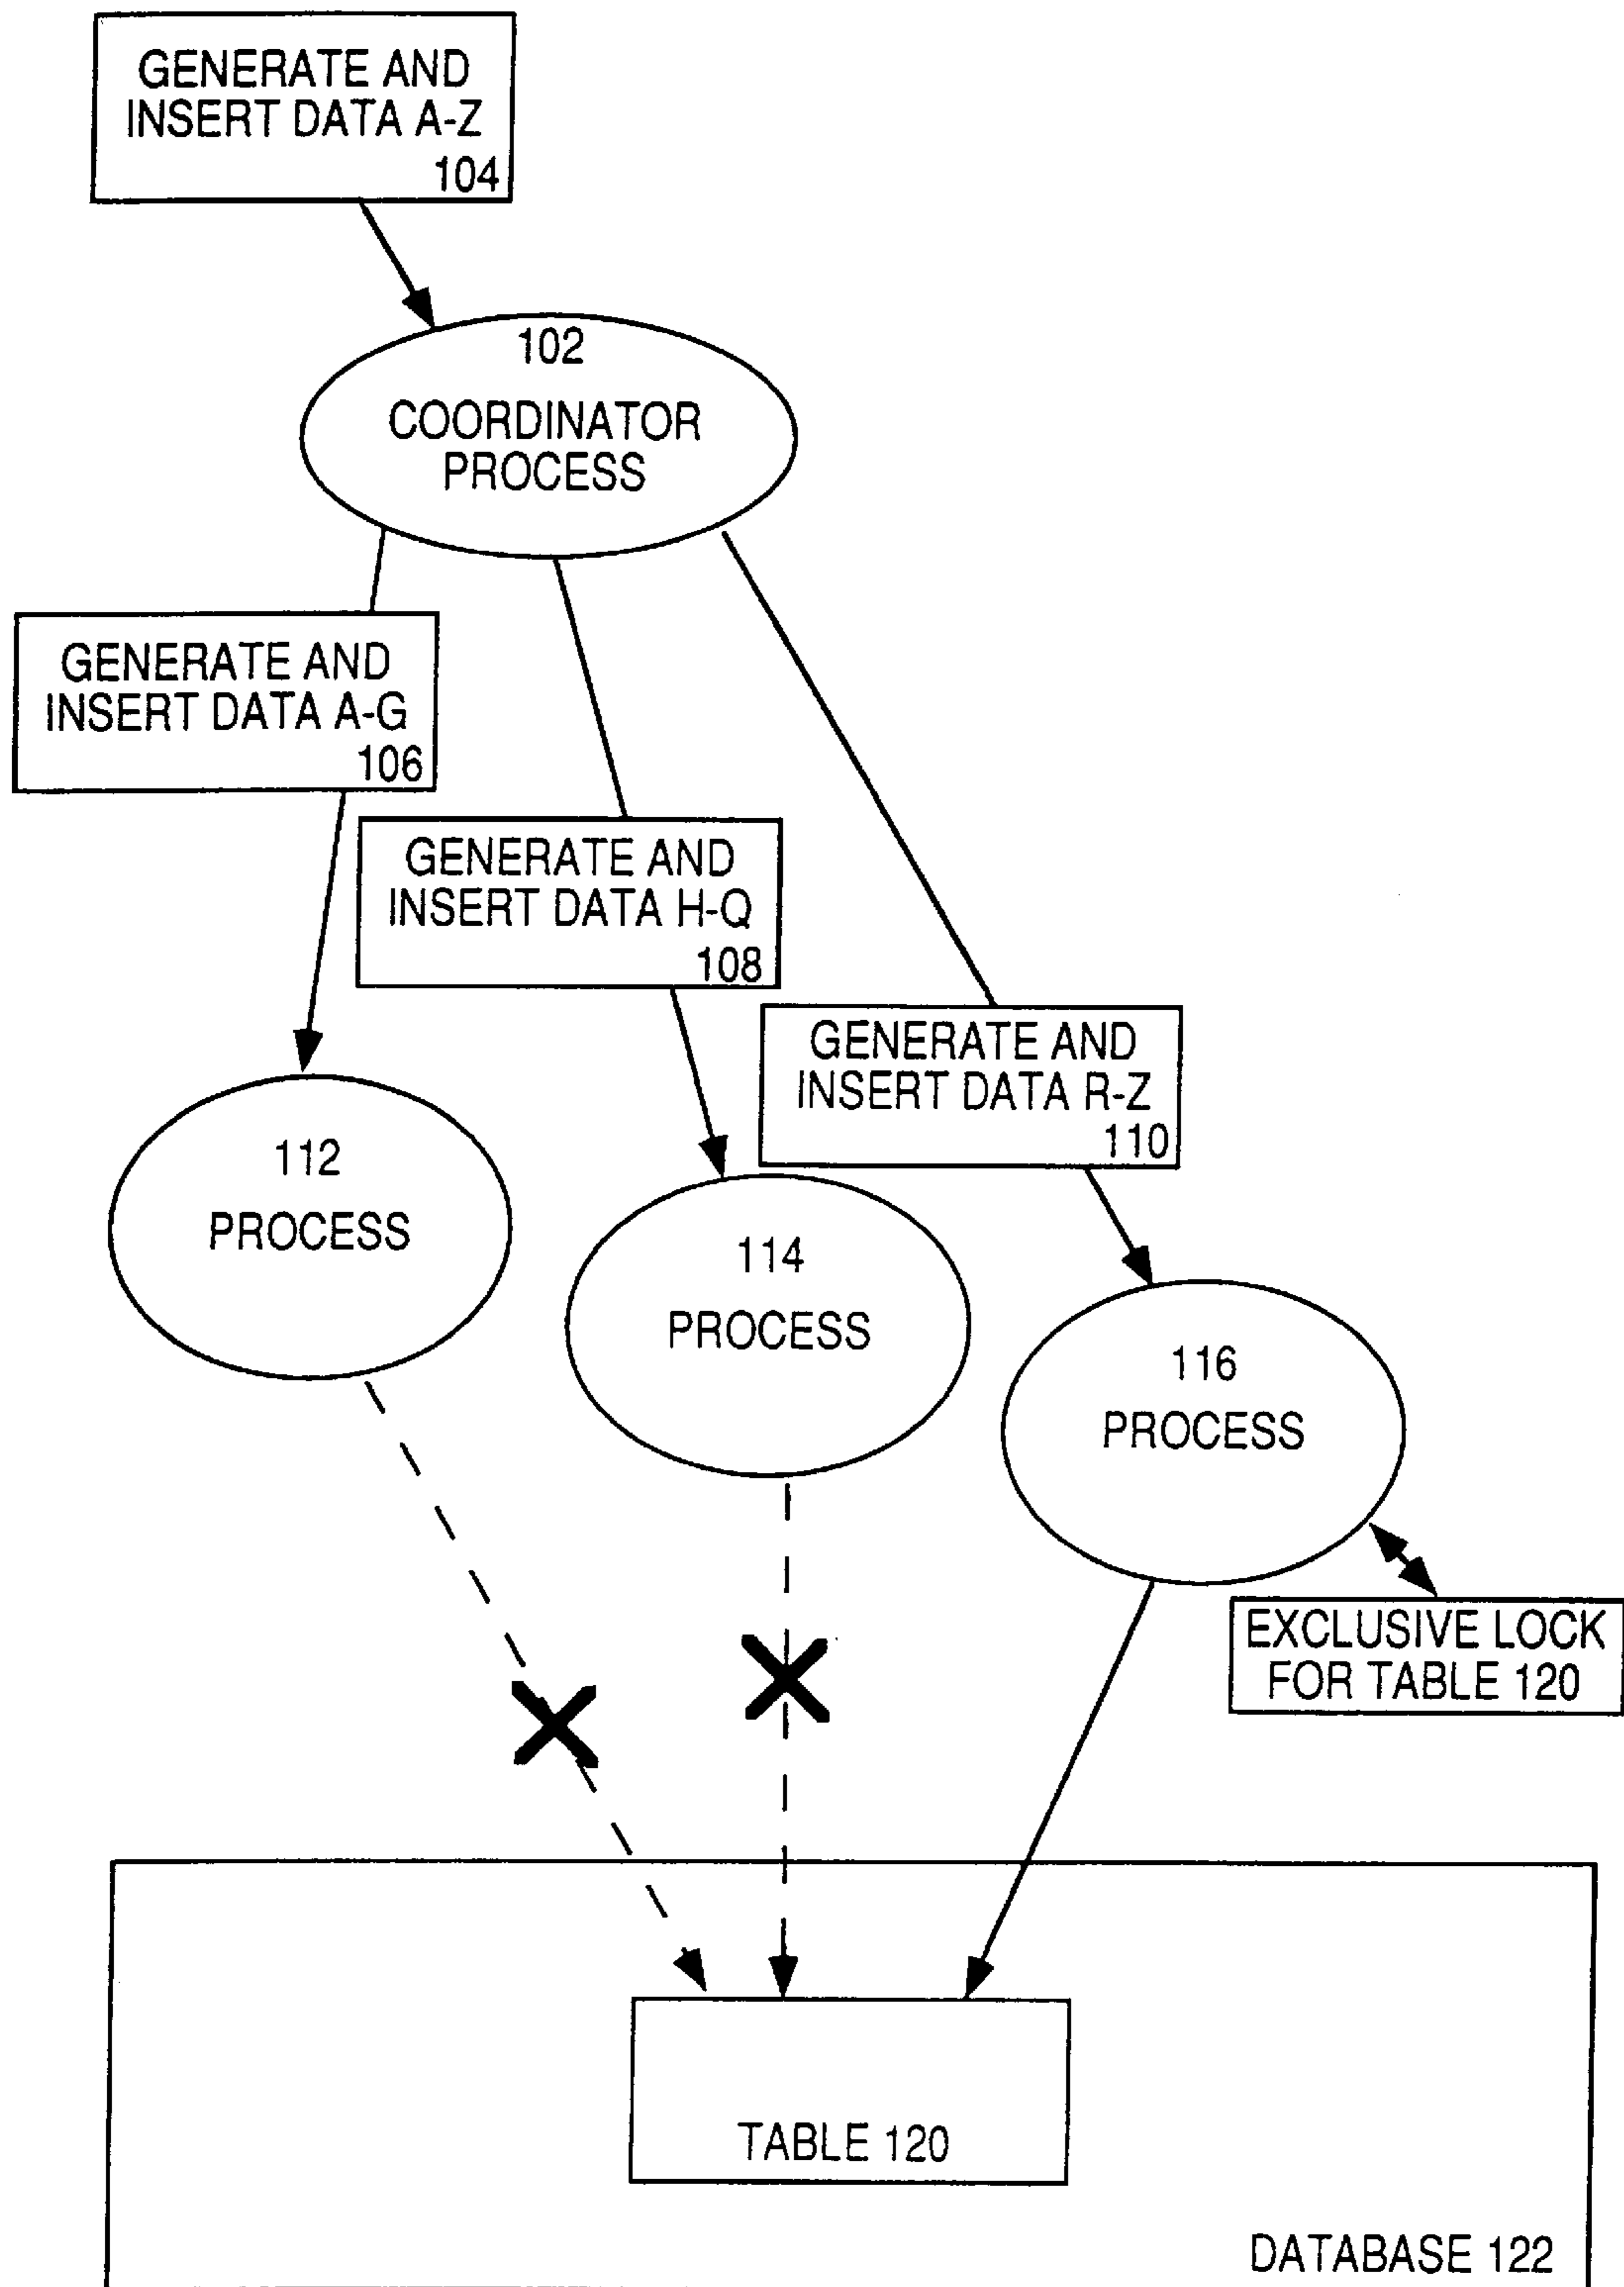 GENERATE AND
INSERT DATA A-Z
104
102
COORDINATOR
PROCESS
GENERATE AND
INSERT DATA A-G
106
GENERATE AND
INSERT DATA H-Q
108
GENERATE AND
INSERT DATA R-Z
110
112
PROCESS
114
PROCESS
116
PROCESS
EXCLUSIVE LOCK
FOR TABLE 120
TABLE 120
DATABASE 122